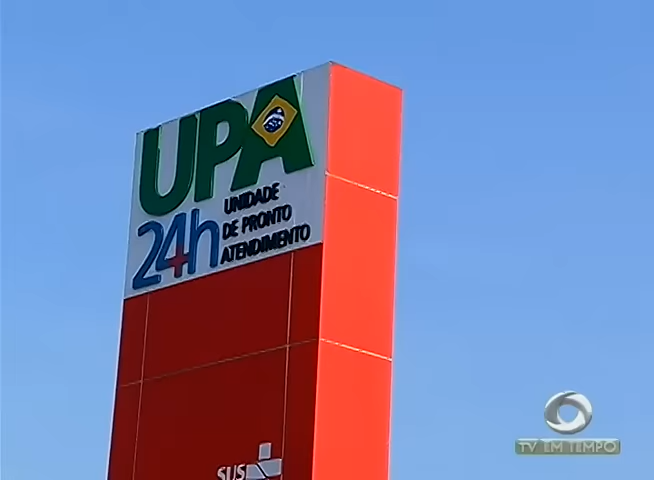 UPA
24h
UNIDADE
DE PRONTO
ATENDIMENTO
SUS
TV EM TEMPO